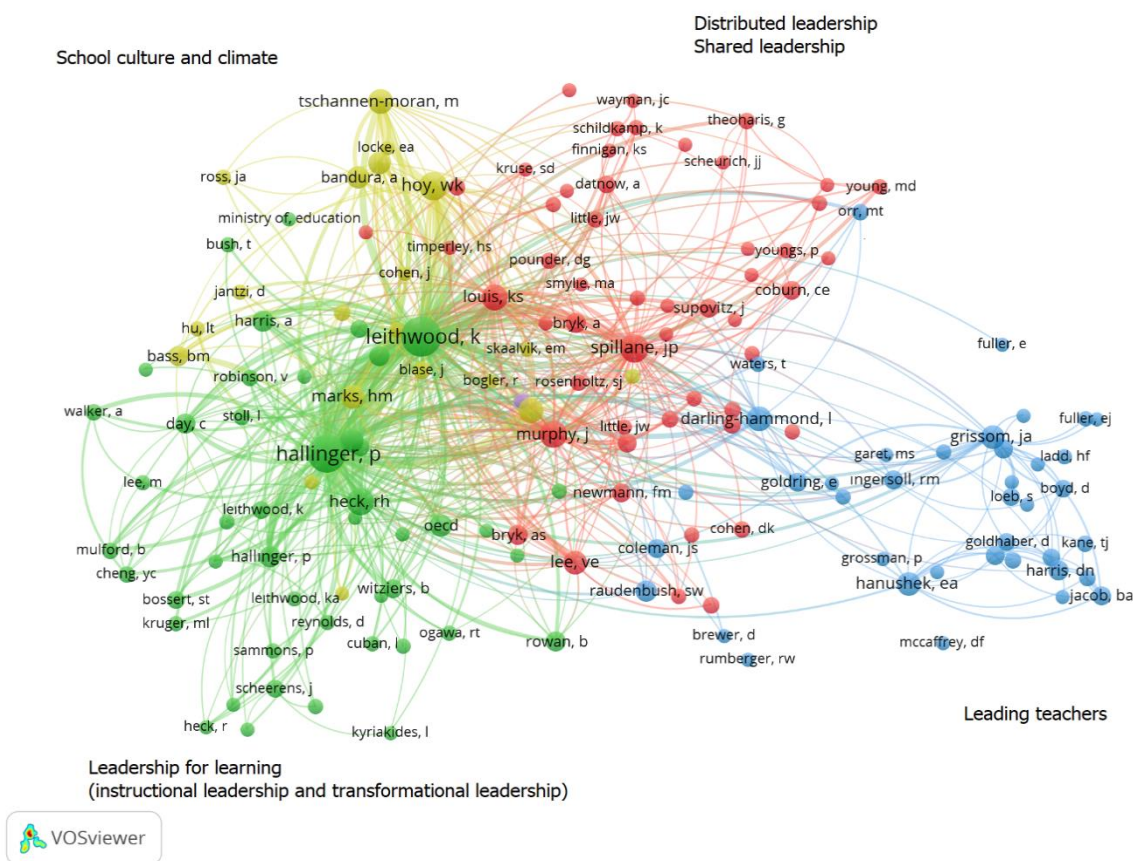 Distributed leadership
Shared leadership
School culture and climate
tschannen-moran, m
wayman, jc
theoharis, g
schildkamp, k
locke, ea
finnigan, ks
scheurich, jj
ross, ja
bandura, a
hoy, wk
kruse, sd
datnow, a
young, md
ministry of, education
little, jw
orr, mt
bush, t
timperley, hs
pounder, dg
youngs, p
cohen, j
smylie, ma
coburn, ce
jantzi, d
louis, ks
supovitz, j
hu, lt
harris, a
leithwood, k
bryk, a
bass, bm
skaalvik, em
spillane, jp
fuller, e
robinson, v
blase, j
bogler, r
rosenholtz, sj
waters, t
marks, hm
walker, a
stoll, l
day, c
murphy, j
little, jw
darling-hammond, l
fuller, ej
grissom, ja
hallinger, p
garet, ms
ladd, hf
lee, m
heck, rh
newmann, fm
goldring, e
ingersoll, rm
boyd, d
loeb, s
leithwood, k
oecd
bryk, as
cohen, dk
mulford, b
hallinger, p
coleman, js
goldhaber, d
kane, tj
cheng, yc
lee, ve
grossman, p
harris, dn
witziers, b
raudenbush, sw
hanushek, ea
jacob, ba
bossert, st
leithwood, ka
kruger, ml
reynolds, d
ogawa, rt
rowan, b
brewer, d
mccaffrey, df
sammons, p
cuban, l
rumberger, rw
scheerens, j
heck, r
kyriakides, l
Leading teachers
Leadership for learning
(instructional leadership and transformational leadership)
VOSviewer